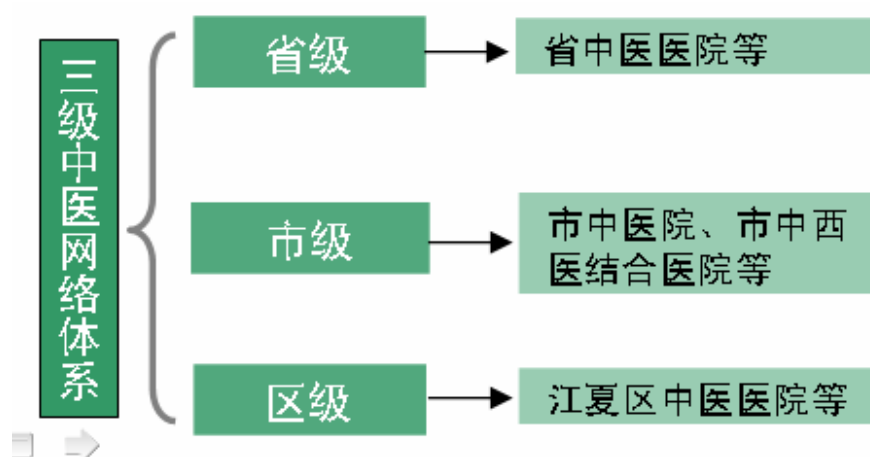 三级中医网络体系
省级
省中医医院等
市级
市中医院、市中西
医结合医院等
区级
江夏区中医医院等